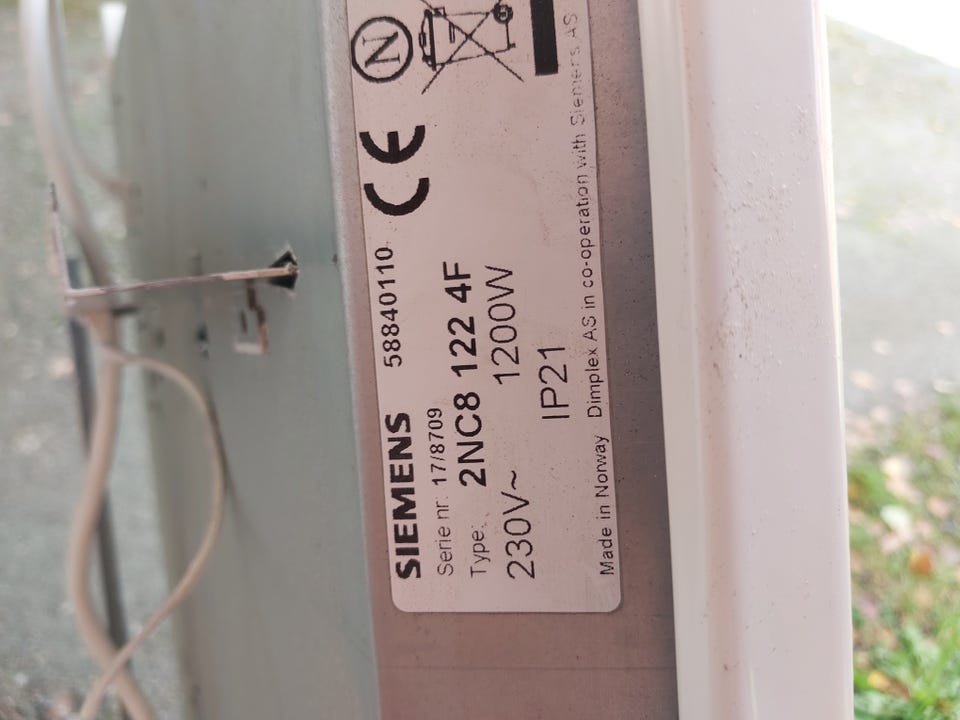 SIEMENS 58840110
Serie nr: 17/8709
Type: 2NC8 122 4F
230V~ 1200W
IP21
Made in Norway Dimplex AS in co-operation with Siemens AS
N
CE